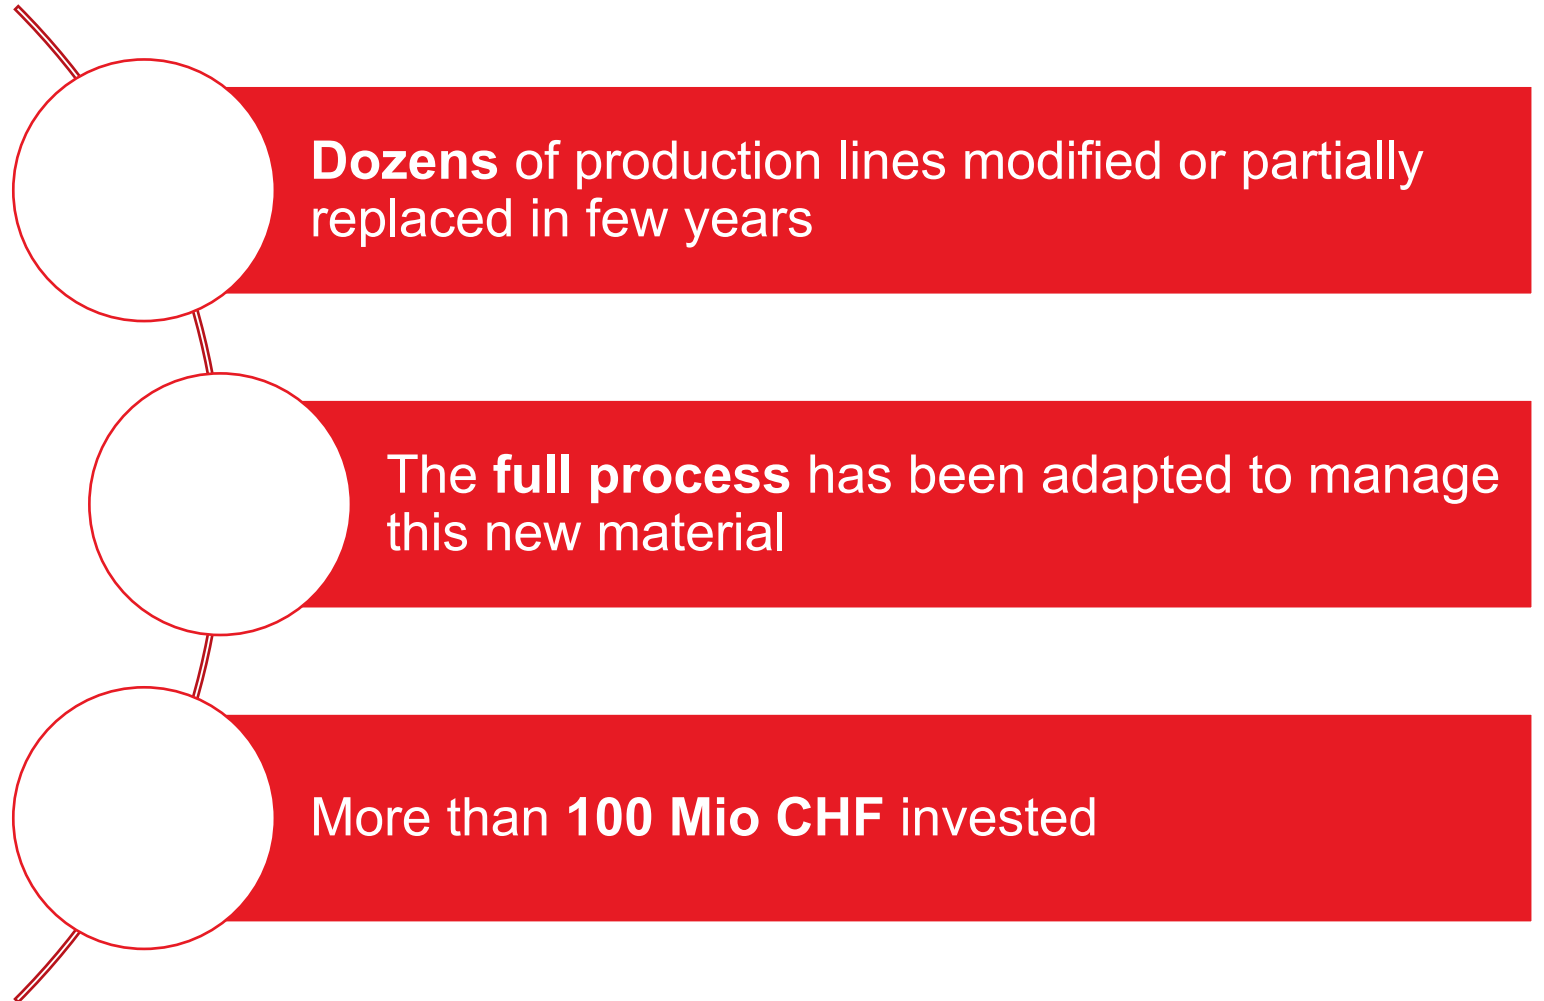 Dozens of production lines modified or partially
replaced in few years
The full process has been adapted to manage
this new material
More than 100 Mio CHF invested